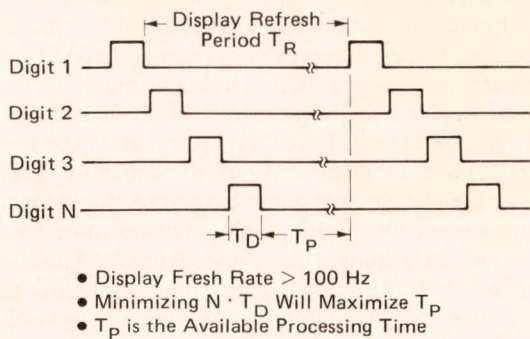 Display Refresh
Period T_R
Digit 1
Digit 2
Digit 3
Digit N
T_D
T_P
• Display Fresh Rate > 100 Hz
• Minimizing N · T_D Will Maximize T_P
• T_P is the Available Processing Time